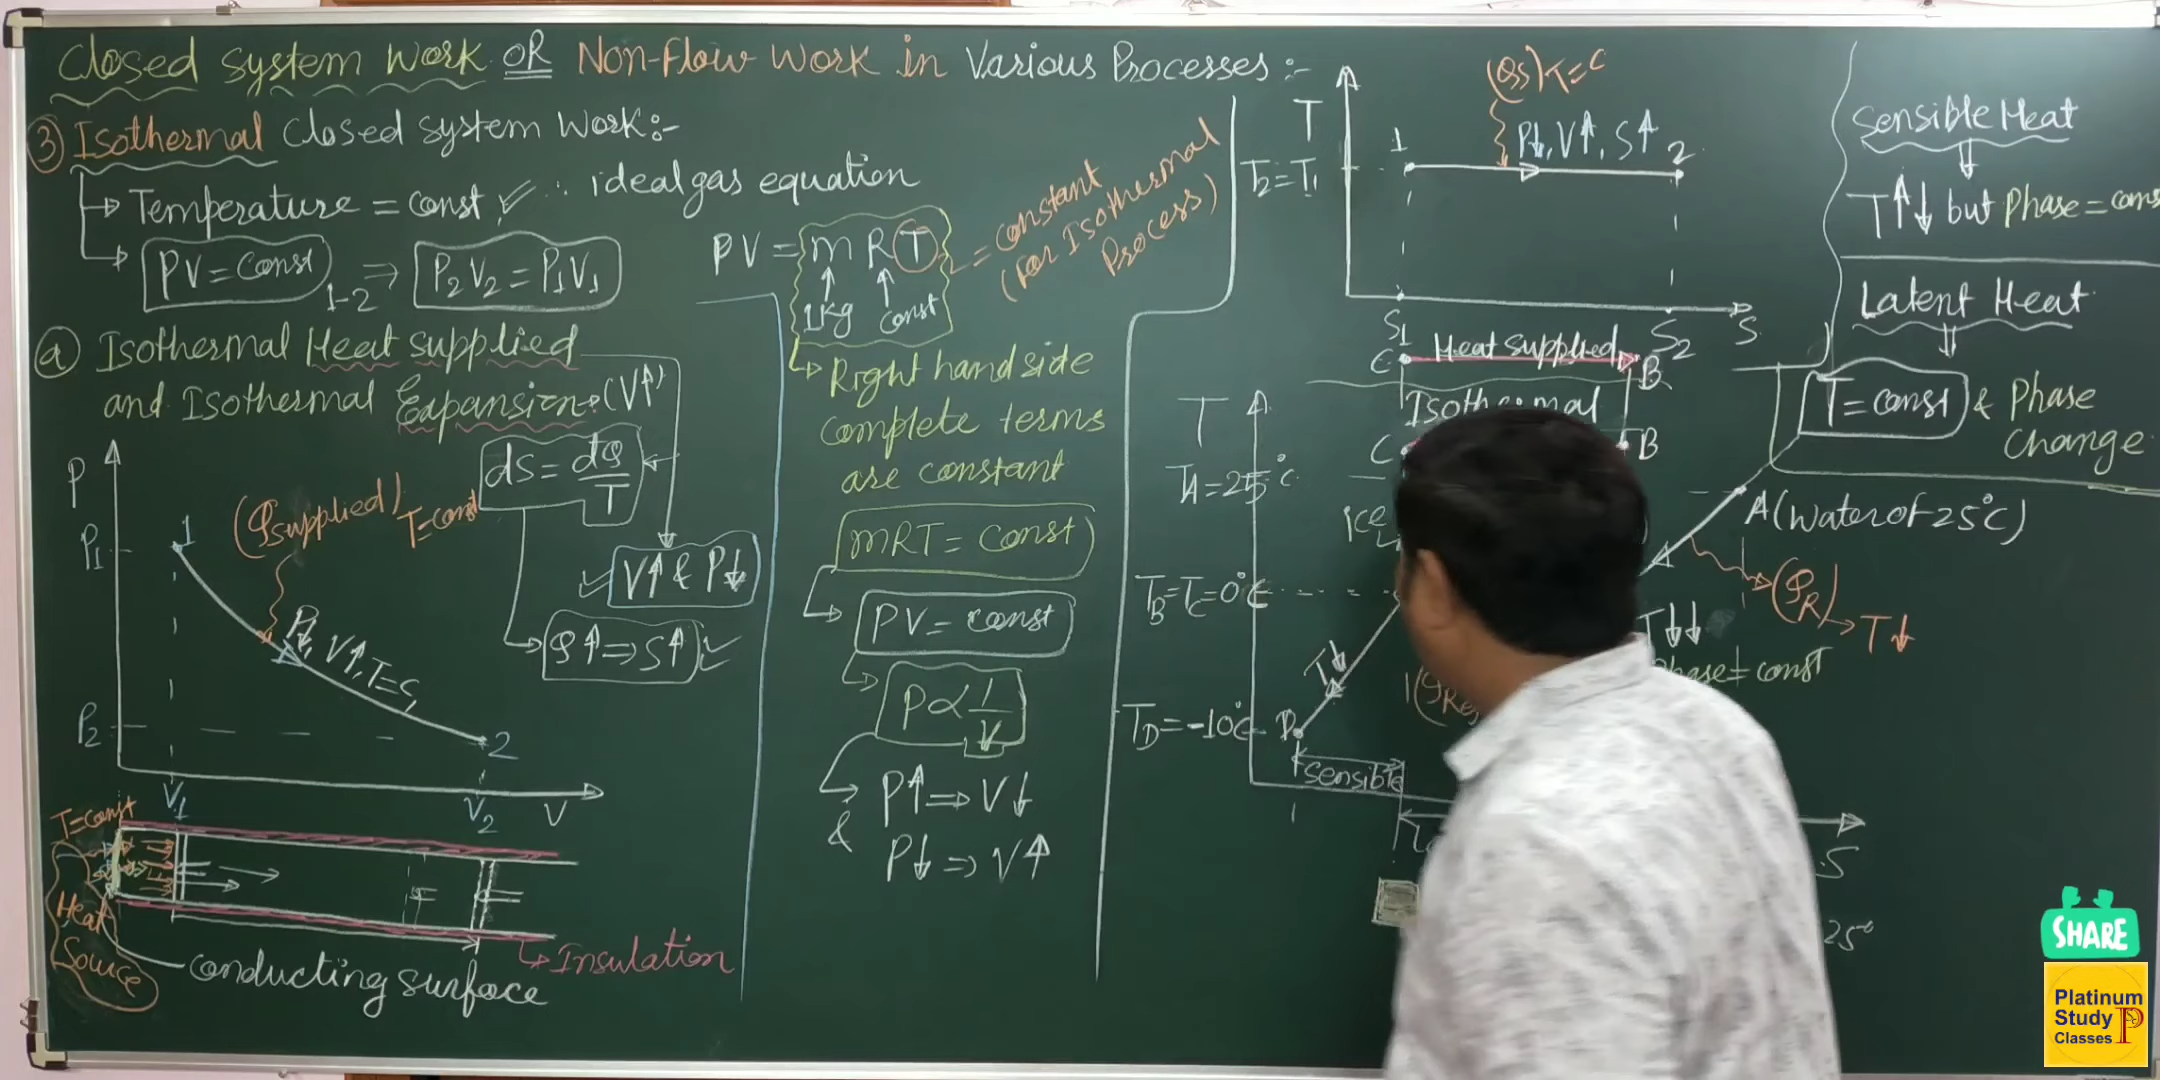 Closed System Work OR Non-Flow Work in Various Processes:-
③ Isothermal Closed system Work:-
Temperature = const ✓ ∴ ideal gas equation
PV = const 1-2 ⇒ P2V2 = P1V1
PV = m R T = constant
(For Isothermal
Process)
1kg const
ⓐ Isothermal Heat supplied
and Isothermal Expansion:(V↑)
dS = dQ/T
V↑ & P↓
Q↑ ⇒ S↑
P
P1
1
(Qsupplied) T=const
P↓, V↑, T=S,
P2
2
V1
V2
V
T=const
Heat
Source
conducting surface
Insulation
Right hand side
complete terms
are constant
mRT = const
PV = const
P ∝ 1/V
P↑ ⇒ V↓
&
P↓ ⇒ V↑
(Qs)T=C
T
1
P↓, V↑, S↑
2
T2=T1
S1
S2
S
C Heat supplied B
Isothermal
C
B
T
TA=25°C
ice
A(Water of 25°C)
TB=TC=0°C
(QR)
T↓
T↓↓
Phase=const
T↓
TD=-10°C
D
sensible
S
25°
Sensible Heat
T↑↓ but Phase=cons
Latent Heat
T=const & Phase
Change
SHARE
Platinum
Study
Classes